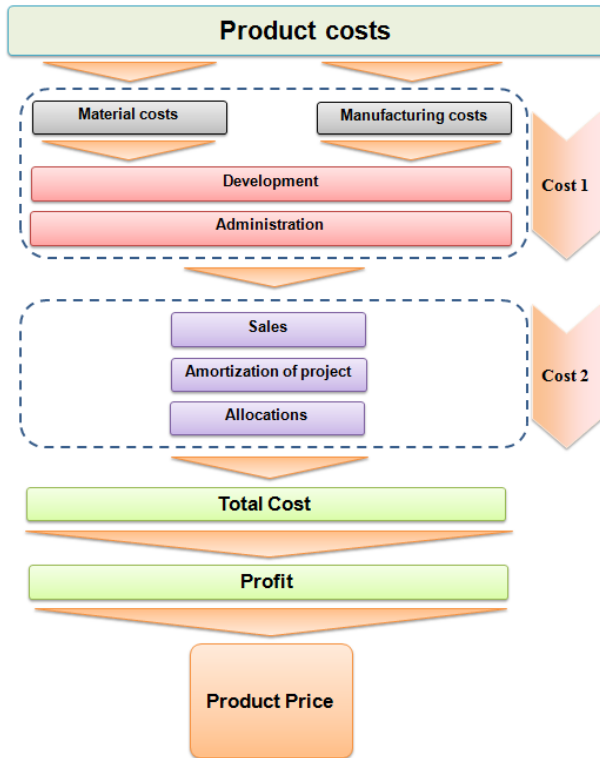 Product costs
Material costs
Manufacturing costs
Development
Administration
Cost 1
Sales
Amortization of project
Allocations
Cost 2
Total Cost
Profit
Product Price